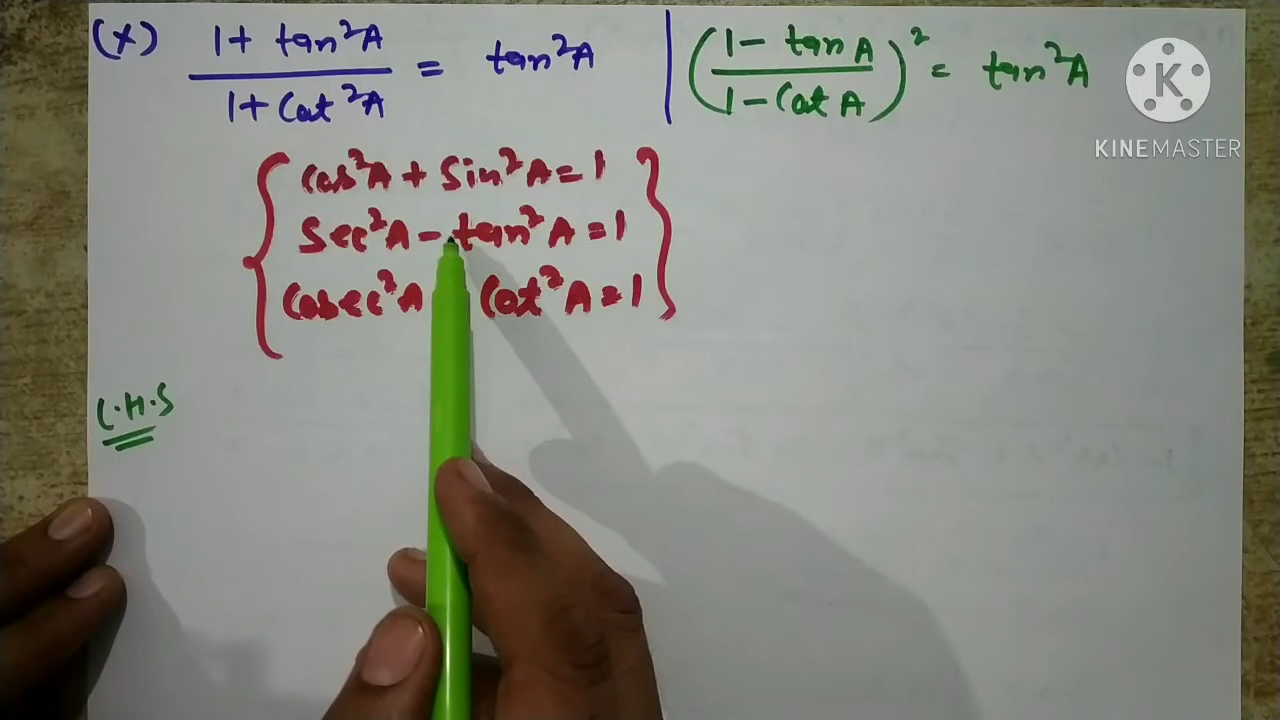 (x) 1 + tan²A / 1 + Cot²A = tan²A | (1 - tan A / 1 - Cot A)² = tan²A
K
KINEMASTER
{ Cos²A + Sin²A = 1
Sec²A - tan²A = 1
Cosec²A Cot²A = 1 }
L.H.S